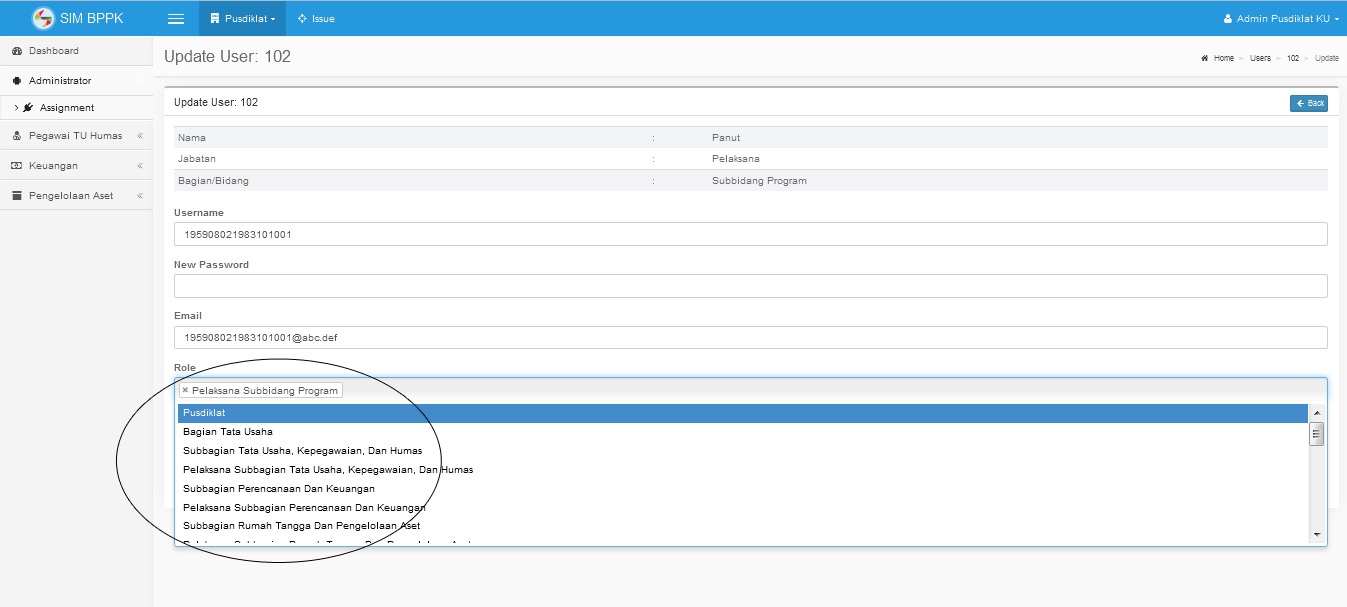 SIM BPPK
Pusdiklat
Issue
Admin Pusdiklat KU
Dashboard
Administrator
Assignment
Pegawai TU Humas
Keuangan
Pengelolaan Aset
Update User: 102
Home > Users > 102 > Update
Update User: 102
Back
Nama : Panut
Jabatan : Pelaksana
Bagian/Bidang : Subbidang Program
Username
195908021983101001
New Password
Email
195908021983101001@abc.def
Role
× Pelaksana Subbidang Program
Pusdiklat
Bagian Tata Usaha
Subbagian Tata Usaha, Kepegawaian, Dan Humas
Pelaksana Subbagian Tata Usaha, Kepegawaian, Dan Humas
Subbagian Perencanaan Dan Keuangan
Pelaksana Subbagian Perencanaan Dan Keuangan
Subbagian Rumah Tangga Dan Pengelolaan Aset